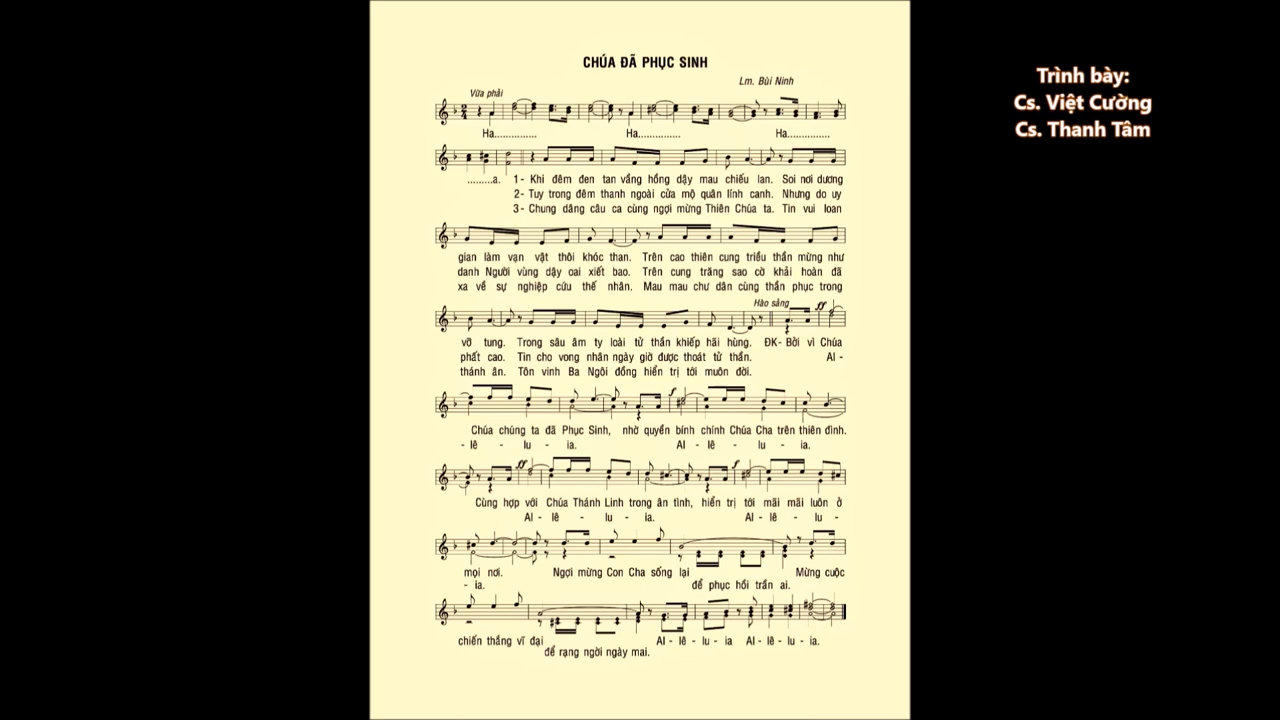 CHÚA ĐÃ PHỤC SINH
Lm. Bùi Ninh
Vừa phải
Ha.............. Ha.............. Ha..............
.........a. 1- Khi đêm đen tan vầng hồng dậy mau chiếu lan. Soi nơi dương
2- Tuy trong đêm thanh ngoài cửa mộ quân lính canh. Nhưng do uy
3- Chung dâng câu ca cùng ngợi mừng Thiên Chúa ta. Tin vui loan
gian làm vạn vật thôi khóc than. Trên cao thiên cung triều thần mừng như
danh Người vùng dậy oai xiết bao. Trên cung trăng sao cờ khải hoàn đã
xa về sự nghiệp cứu thế nhân. Mau mau chư dân cùng thần phục trong
Hào sảng ff
vỡ tung. Trong sâu âm ty loài tử thần khiếp hãi hùng. ĐK- Bởi vì Chúa
phất cao. Tin cho vong nhân ngày giờ được thoát tử thần. Al -
thánh ân. Tôn vinh Ba Ngôi đồng hiển trị tới muôn đời.
f
Chúa chúng ta đã Phục Sinh, nhờ quyền bính chính Chúa Cha trên thiên đình.
- lê - lu - ia. Al - lê - lu - ia.
ff f
Cùng hợp với Chúa Thánh Linh trong ân tình, hiển trị tới mãi mãi luôn ở
Al - lê - lu - ia. Al - lê - lu -
mọi nơi. Ngợi mừng Con Cha sống lại Mừng cuộc
- ia. để phục hồi trần ai.
chiến thắng vĩ đại Al - lê - lu - ia Al - lê - lu - ia.
để rạng ngời ngày mai.
Trình bày:
Cs. Việt Cường
Cs. Thanh Tâm